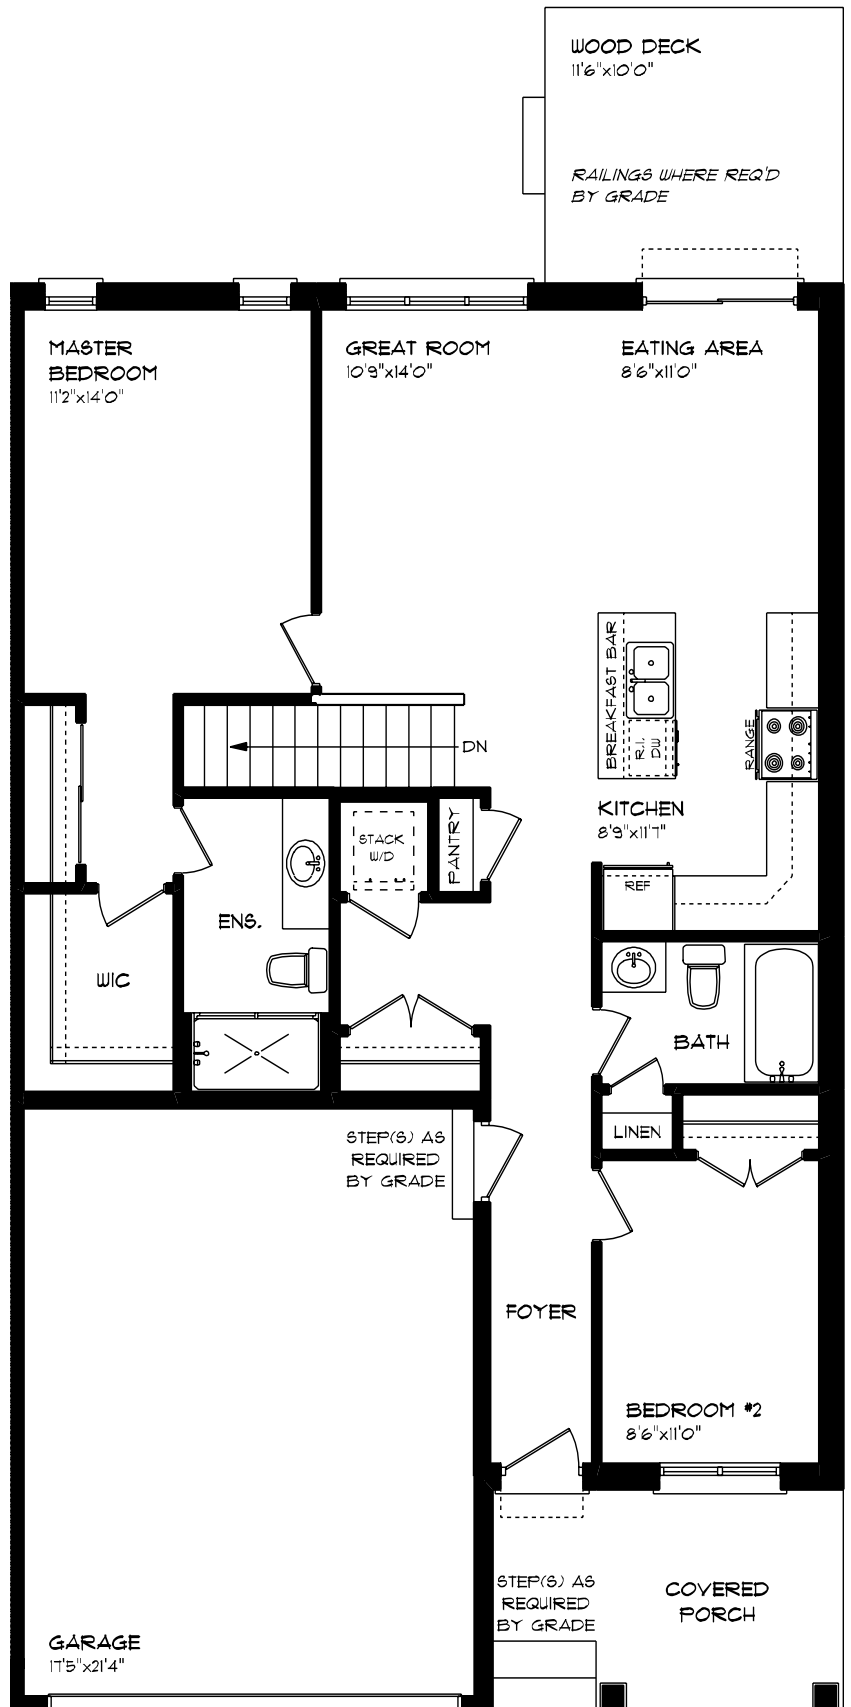 WOOD DECK
11'6"x10'0"
RAILINGS WHERE REQ'D
BY GRADE
MASTER
BEDROOM
11'2"x14'0"
GREAT ROOM
10'9"x14'0"
EATING AREA
8'6"x11'0"
BREAKFAST BAR
R.I.
DW
RANGE
DN
KITCHEN
8'9"x11'7"
STACK
W/D
PANTRY
REF
ENS.
WIC
BATH
LINEN
STEP(S) AS
REQUIRED
BY GRADE
FOYER
BEDROOM #2
8'6"x11'0"
STEP(S) AS
REQUIRED
BY GRADE
COVERED
PORCH
GARAGE
17'5"x21'4"